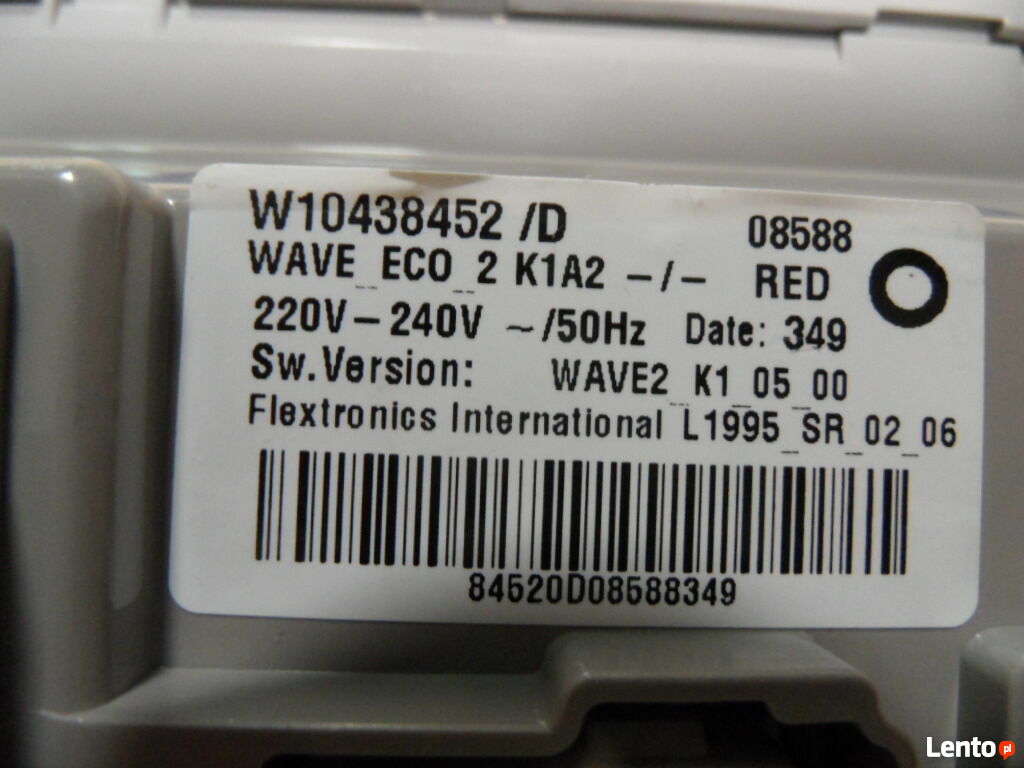 W10438452 /D 08588
WAVE_ECO_2 K1A2 -/- RED
220V-240V ~/50Hz Date: 349
Sw.Version: WAVE2_K1_05_00
Flextronics International L1995_SR_02_06
84520D08588349
Lento pl